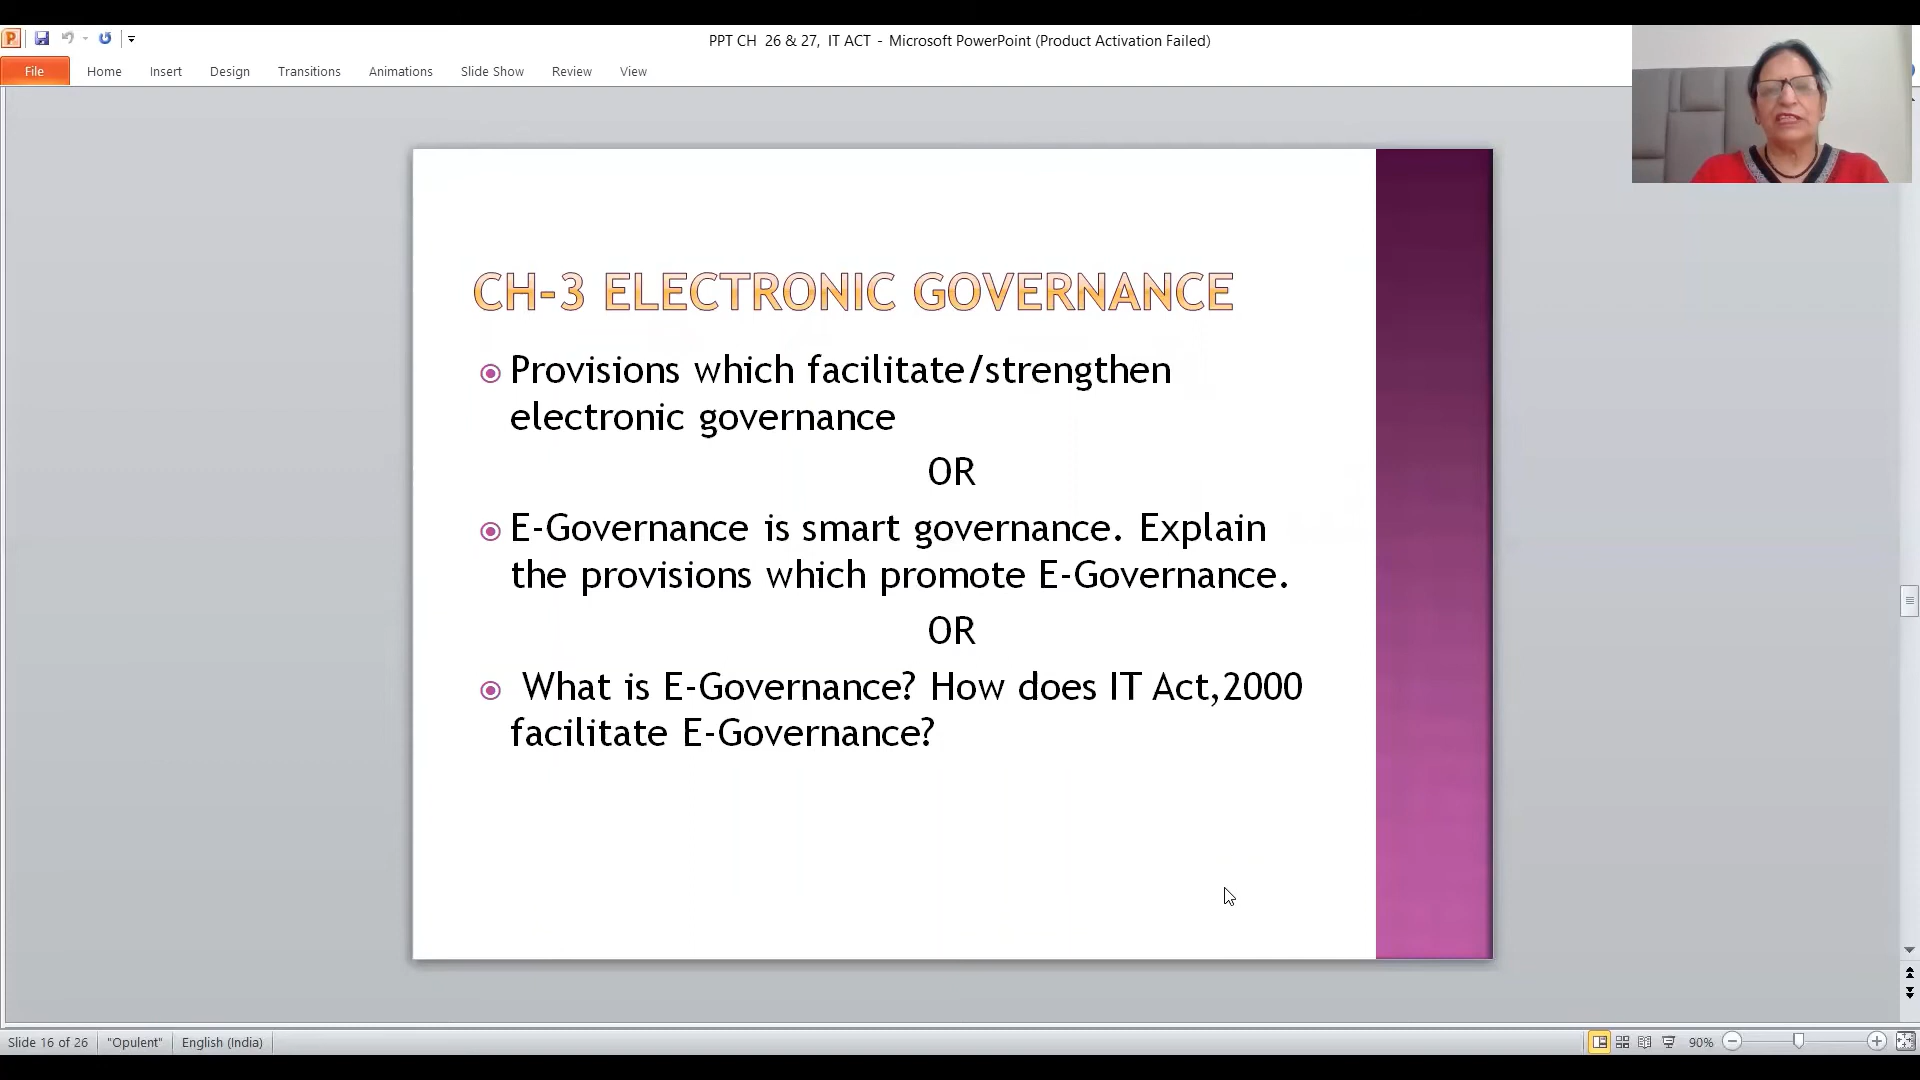 PPT CH 26 & 27, IT ACT - Microsoft PowerPoint (Product Activation Failed)
File Home Insert Design Transitions Animations Slide Show Review View
CH-3 ELECTRONIC GOVERNANCE
Provisions which facilitate/strengthen
electronic governance
OR
E-Governance is smart governance. Explain
the provisions which promote E-Governance.
OR
What is E-Governance? How does IT Act,2000
facilitate E-Governance?
Slide 16 of 26 "Opulent" English (India) 90%